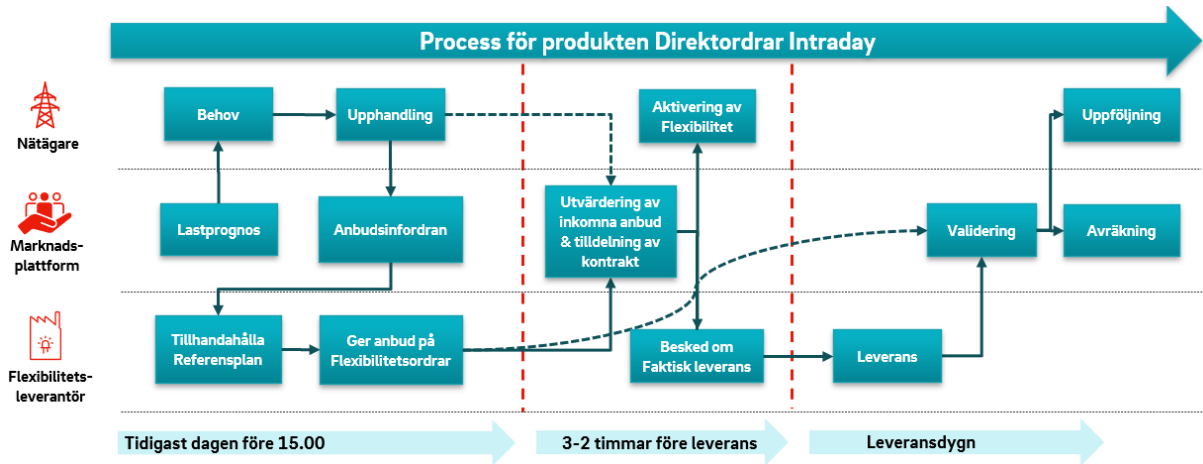 Process för produkten Direktordrar Intraday
Nätägare
Behov
Upphandling
Aktivering av
Flexibilitet
Uppföljning
Marknads-
plattform
Lastprognos
Anbudsinfordran
Utvärdering av
inkomna anbud
& tilldelning av
kontrakt
Validering
Avräkning
Flexibilitets-
leverantör
Tillhandahålla
Referensplan
Ger anbud på
Flexibilitetsordrar
Besked om
Faktisk leverans
Leverans
Tidigast dagen före 15.00
3-2 timmar före leverans
Leveransdygn